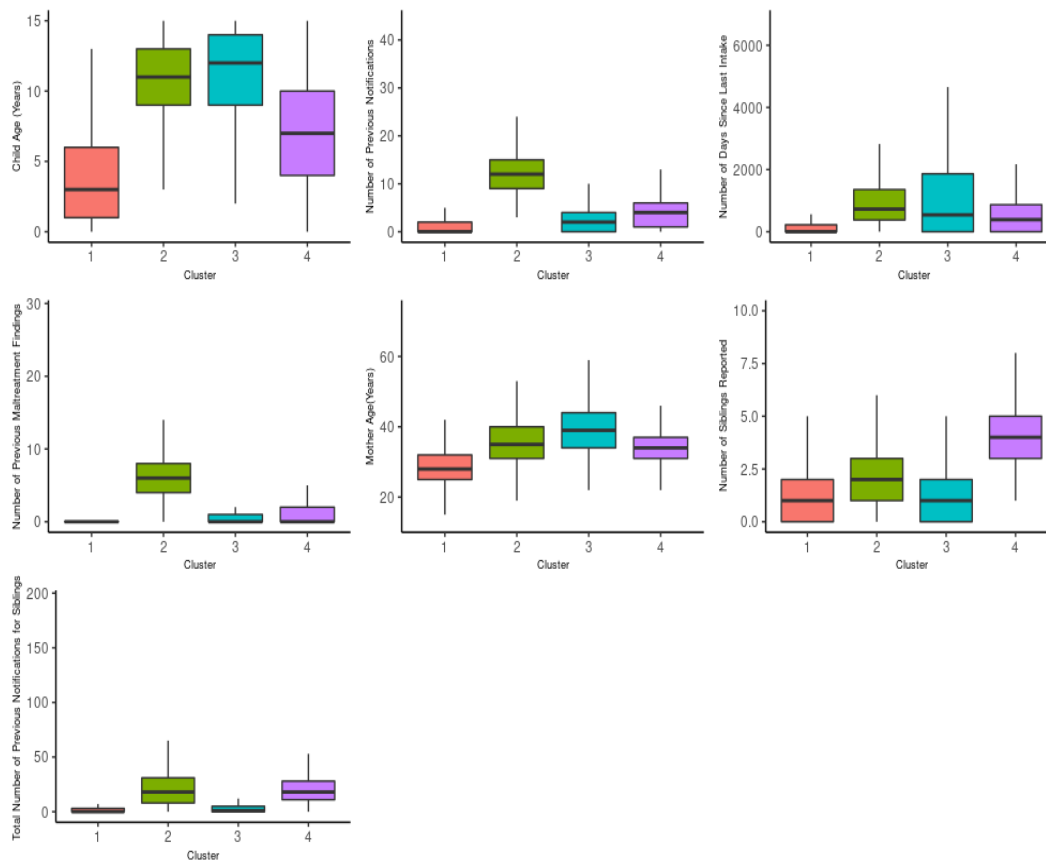 Child Age (Years)
15
10
5
0
1 2 3 4
Cluster
Number of Previous Notifications
40
30
20
10
0
1 2 3 4
Cluster
Number of Days Since Last Intake
6000
4000
2000
0
1 2 3 4
Cluster
Number of Previous Maltreatment Findings
30
20
10
0
1 2 3 4
Cluster
Mother Age(Years)
60
40
20
1 2 3 4
Cluster
Number of Siblings Reported
10.0
7.5
5.0
2.5
0.0
1 2 3 4
Cluster
Total Number of Previous Notifications for Siblings
200
150
100
50
0
1 2 3 4
Cluster